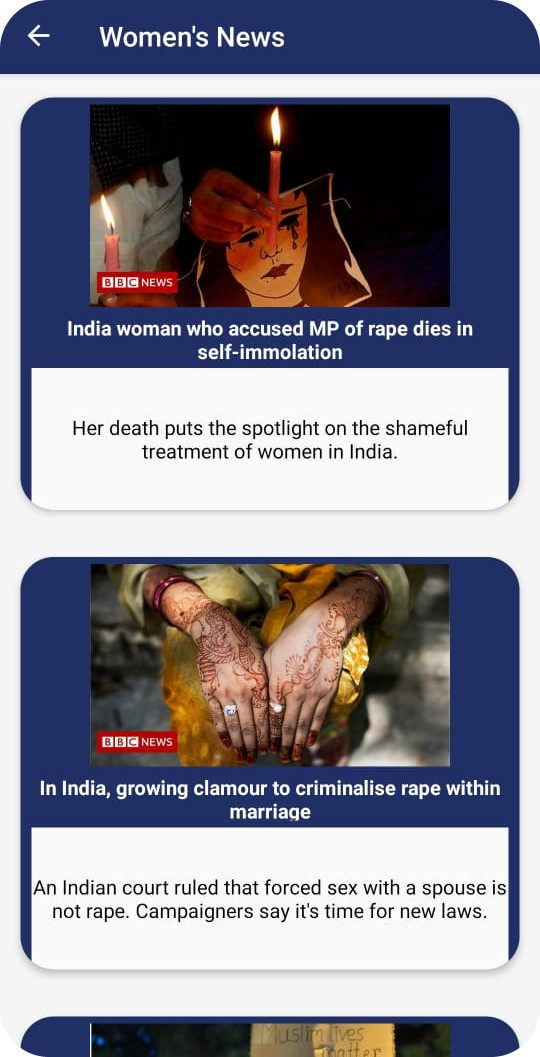 Women's News
BBC NEWS
India woman who accused MP of rape dies in
self-immolation
Her death puts the spotlight on the shameful
treatment of women in India.
BBC NEWS
In India, growing clamour to criminalise rape within
marriage
An Indian court ruled that forced sex with a spouse is
not rape. Campaigners say it's time for new laws.
Muslim lives
matter